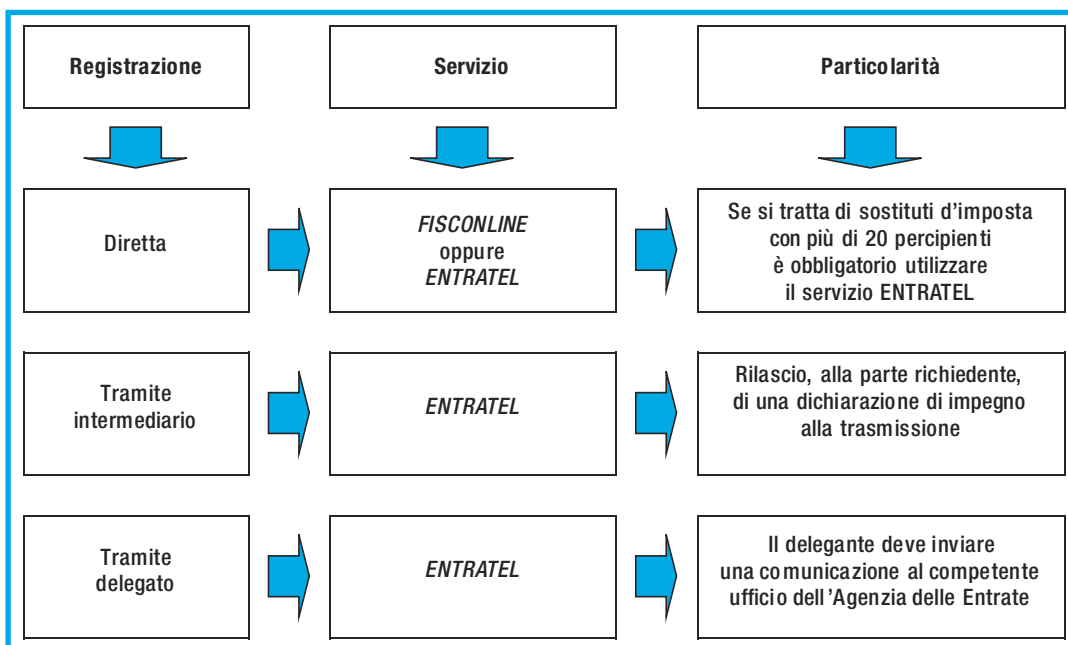 Registrazione
Servizio
Particolarità
Diretta
FISCONLINE
oppure
ENTRATEL
Se si tratta di sostituti d'imposta
con più di 20 percipienti
è obbligatorio utilizzare
il servizio ENTRATEL
Tramite
intermediario
ENTRATEL
Rilascio, alla parte richiedente,
di una dichiarazione di impegno
alla trasmissione
Tramite
delegato
ENTRATEL
Il delegante deve inviare
una comunicazione al competente
ufficio dell'Agenzia delle Entrate